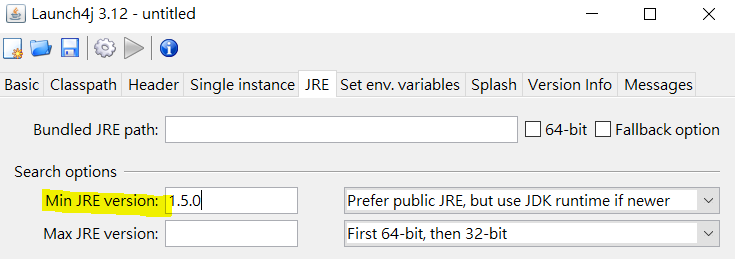 Launch4j 3.12 - untitled
Basic Classpath Header Single instance JRE Set env. variables Splash Version Info Messages
Bundled JRE path: 64-bit Fallback option
Search options
Min JRE version: 1.5.0 Prefer public JRE, but use JDK runtime if newer
Max JRE version: First 64-bit, then 32-bit